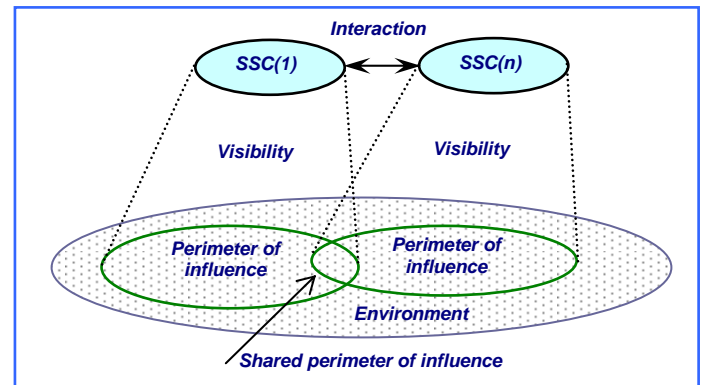 Interaction
SSC(1)
SSC(n)
Visibility
Visibility
Perimeter of
influence
Perimeter of
influence
Environment
Shared perimeter of influence